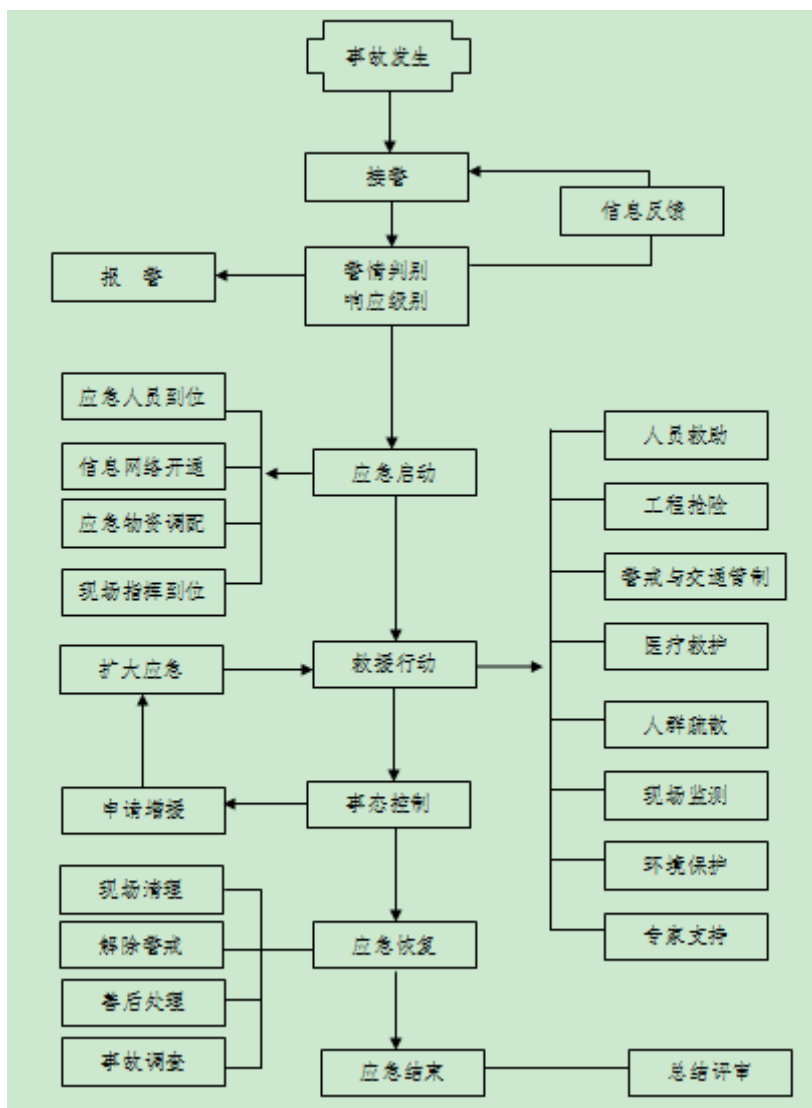 事故发生
接警
信息反馈
报 警
警情判别
响应级别
应急人员到位
信息网络开通
应急物资调配
现场指挥到位
应急启动
人员救助
工程抢险
警戒与交通管制
医疗救护
人群疏散
现场监测
环境保护
专家支持
扩大应急
救援行动
申请增援
事态控制
现场清理
解除警戒
善后处理
事故调查
应急恢复
应急结束
总结评审